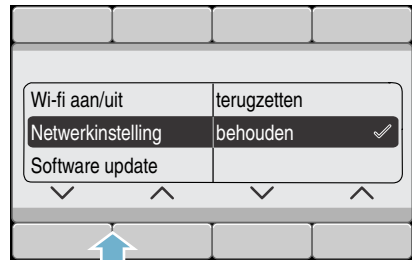 Wi-fi aan/uit terugzetten
Netwerkinstelling behouden
Software update